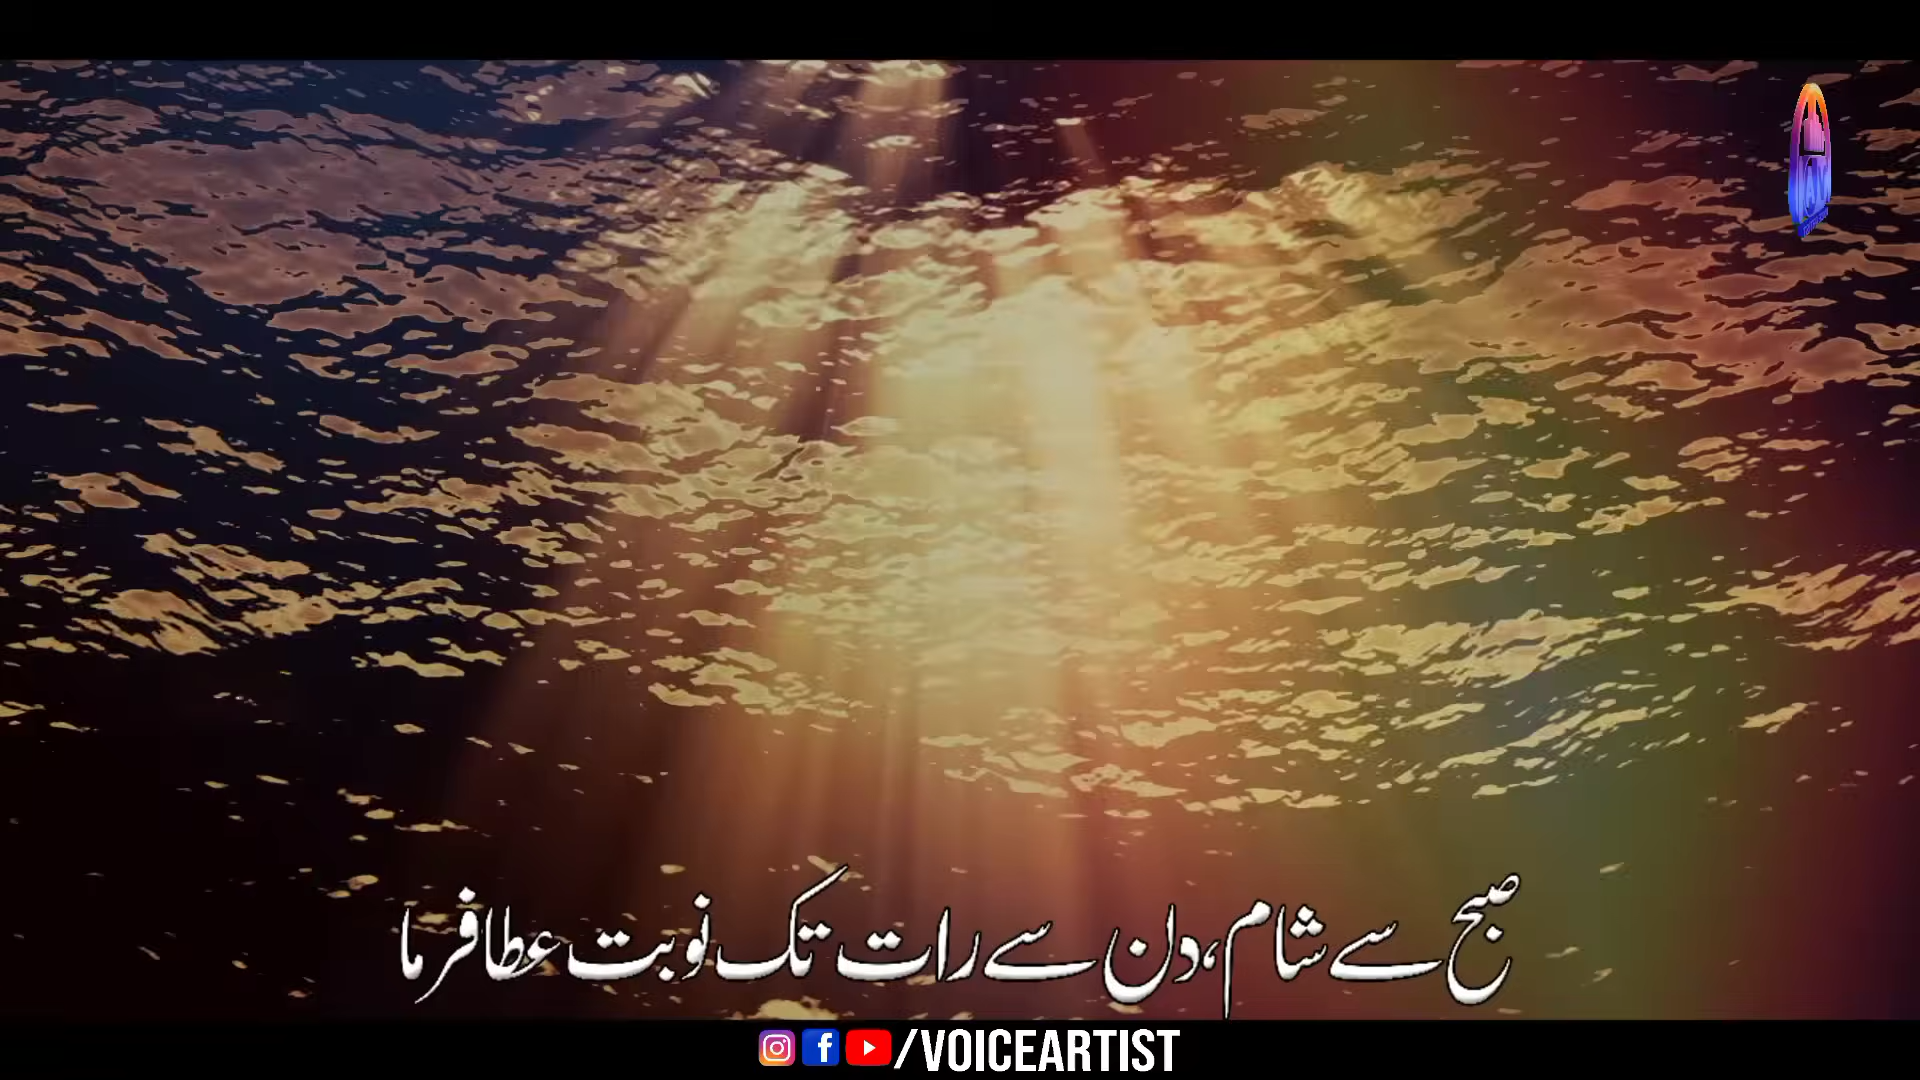 صبح سے شام، دن سے رات تک نوبت عطا فرما
/VOICEARTIST